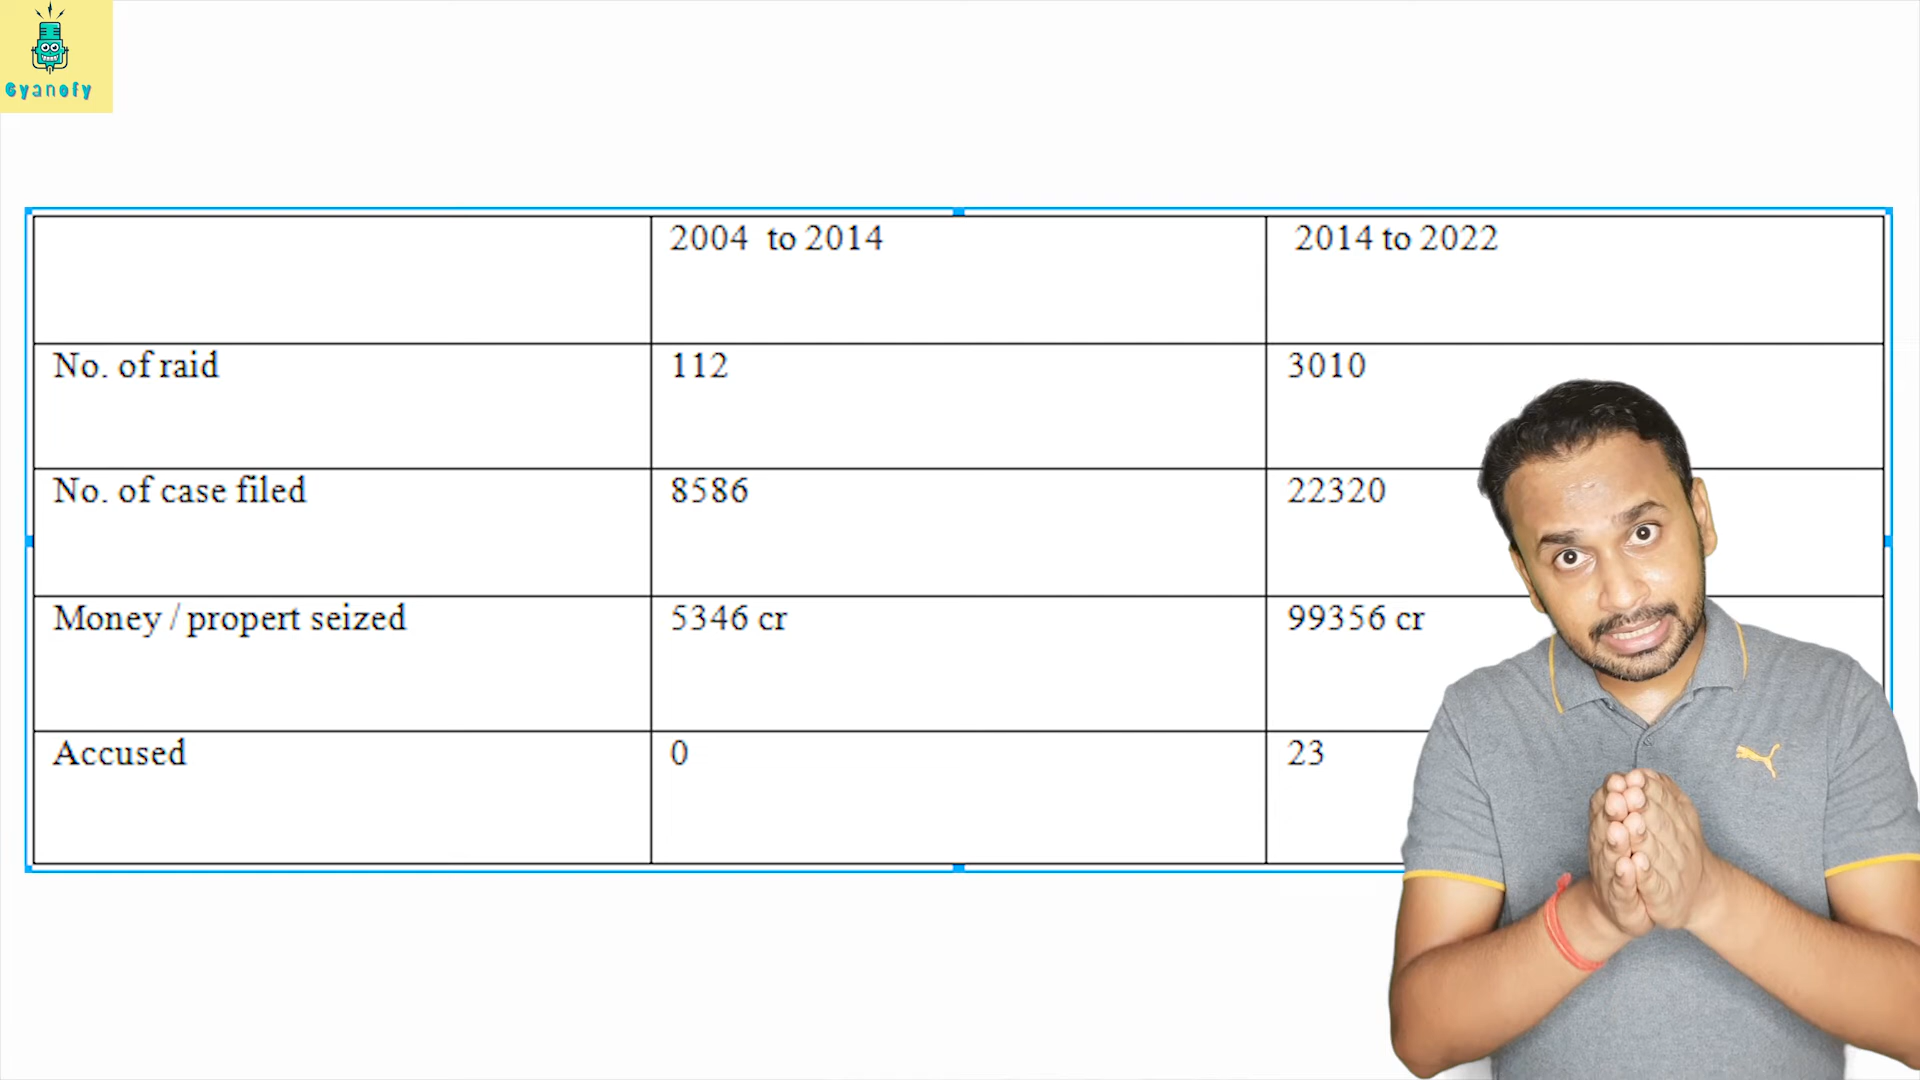 Gyanofy
2004 to 2014 2014 to 2022
No. of raid 112 3010
No. of case filed 8586 22320
Money / propert seized 5346 cr 99356 cr
Accused 0 23